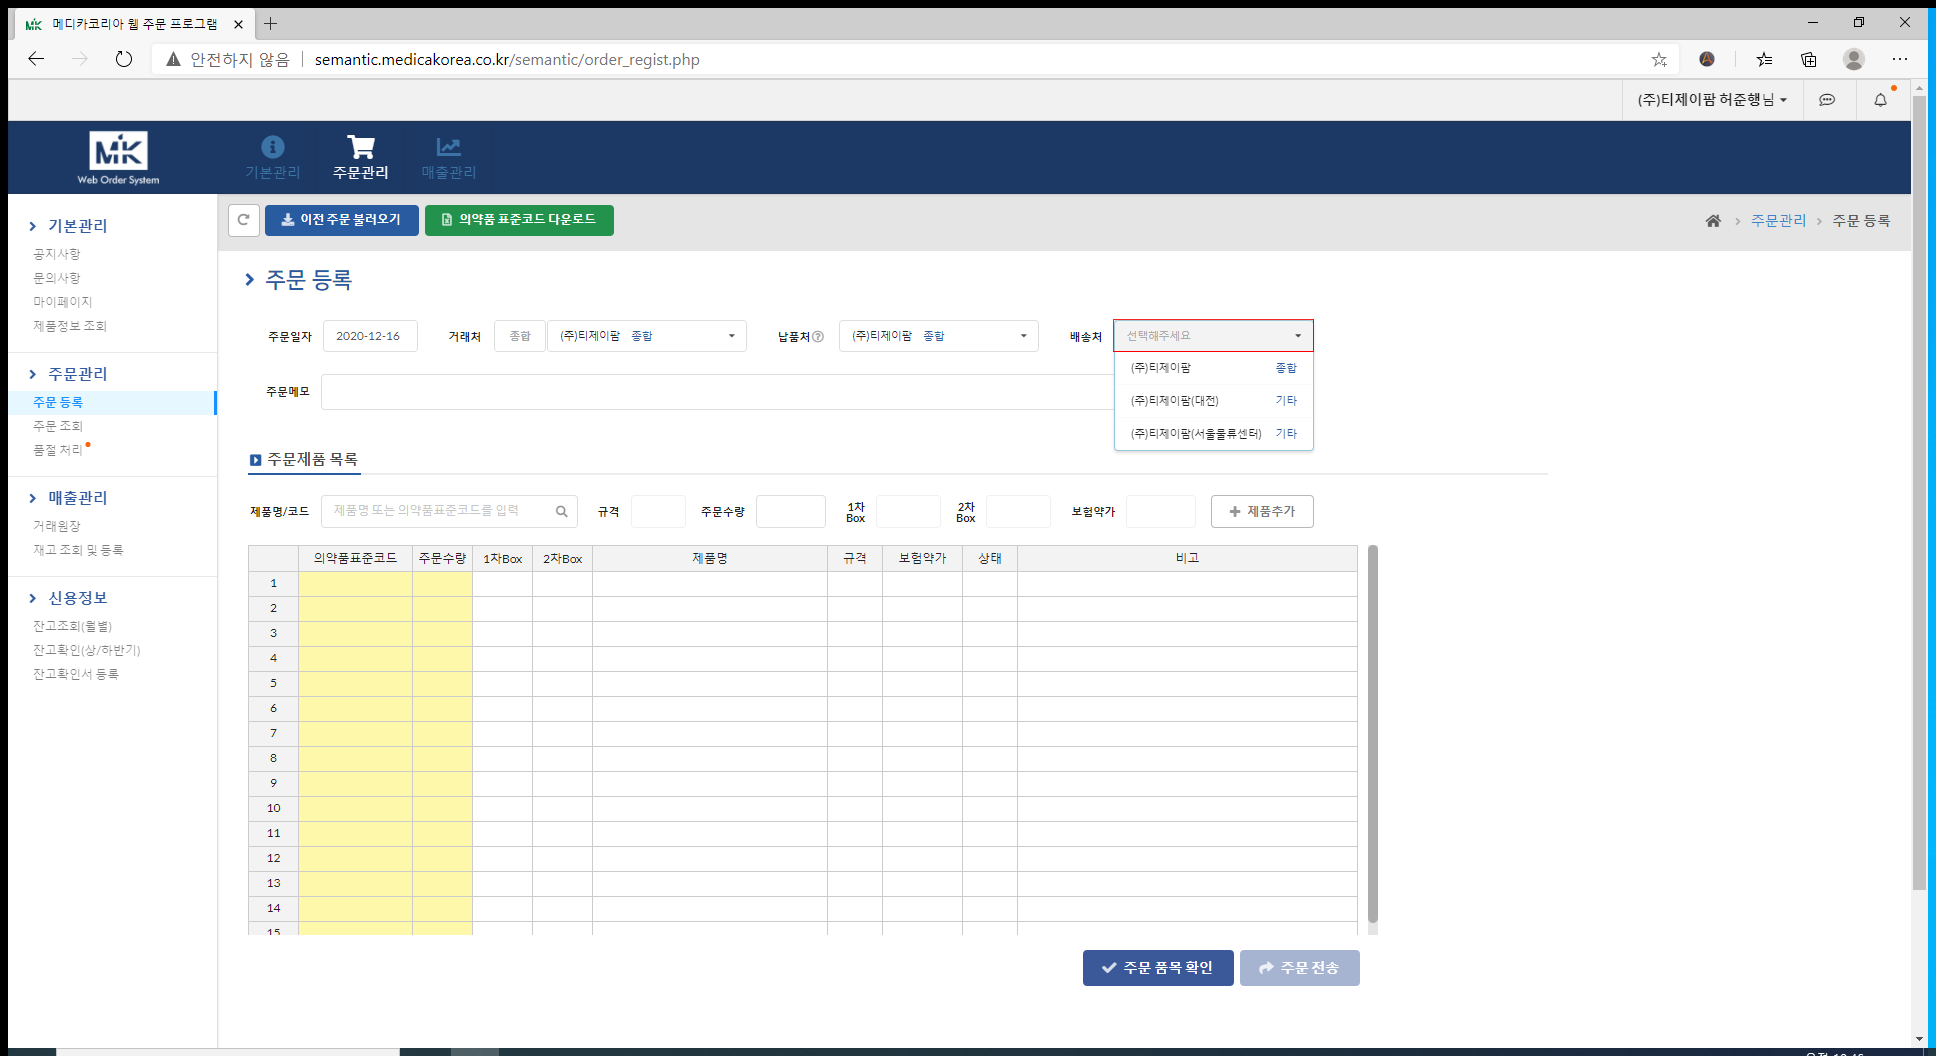 메디카코리아 웹 주문 프로그램
안전하지 않음
semantic.medicakorea.co.kr/semantic/order_regist.php
(주)티제이팜 허준행님
MK
Web Order System
기본관리
주문관리
매출관리
이전 주문 불러오기
의약품 표준코드 다운로드
주문관리
주문 등록
기본관리
공지사항
문의사항
마이페이지
제품정보 조회
주문관리
주문 등록
주문 조회
품절 처리
매출관리
거래원장
재고 조회 및 등록
신용정보
잔고조회(월별)
잔고확인(상/하반기)
잔고확인서 등록
주문 등록
주문일자 2020-12-16 거래처 종합 (주)티제이팜 종합 납품처 (주)티제이팜 종합 배송처 선택해주세요
(주)티제이팜 종합
(주)티제이팜(대전) 기타
(주)티제이팜(서울물류센터) 기타
주문메모
주문제품 목록
제품명/코드 제품명 또는 의약품표준코드를 입력 규격 주문수량 1차 Box 2차 Box 보험약가 제품추가
의약품표준코드 주문수량 1차Box 2차Box 제품명 규격 보험약가 상태 비고
1
2
3
4
5
6
7
8
9
10
11
12
13
14
15
주문 품목 확인
주문 전송